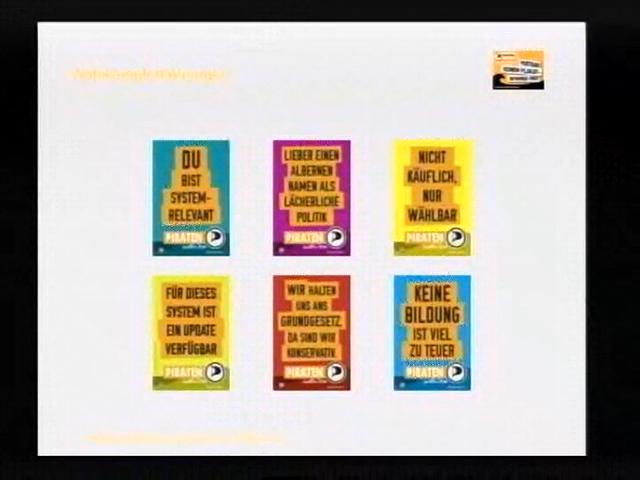 DU
BIST
SYSTEM-
RELEVANT
PIRATEN
LIEBER EINEN
ALBERNEN
NAMEN ALS
LÄCHERLICHE
POLITIK
PIRATEN
NICHT
KÄUFLICH,
NUR
WÄHLBAR
PIRATEN
FÜR DIESES
SYSTEM IST
EIN UPDATE
VERFÜGBAR
PIRATEN
WIR HALTEN
UNS ANS
GRUNDGESETZ,
DA SIND WIR
KONSERVATIV.
PIRATEN
KEINE
BILDUNG
IST VIEL
ZU TEUER
PIRATEN